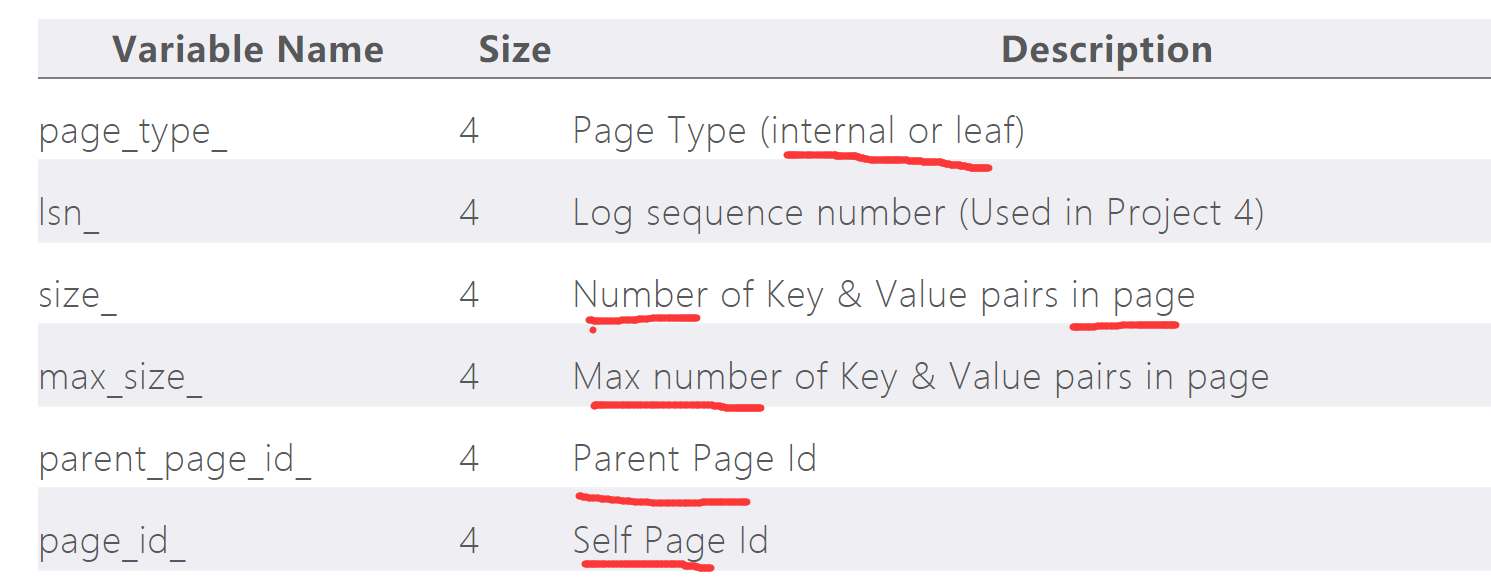 Variable Name Size Description
page_type_ 4 Page Type (internal or leaf)
lsn_ 4 Log sequence number (Used in Project 4)
size_ 4 Number of Key & Value pairs in page
max_size_ 4 Max number of Key & Value pairs in page
parent_page_id_ 4 Parent Page Id
page_id_ 4 Self Page Id